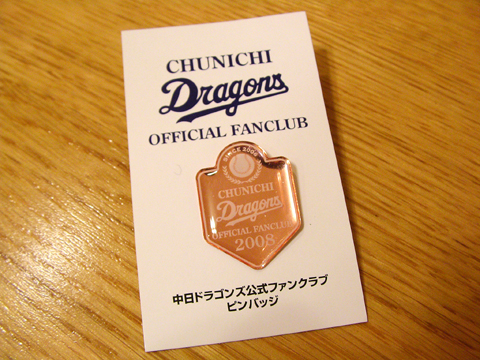 CHUNICHI
Dragons
OFFICIAL FANCLUB
CHUNICHI
Dragons
OFFICIAL FANCLUB
2008
中日ドラゴンズ公式ファンクラブ
ピンバッジ